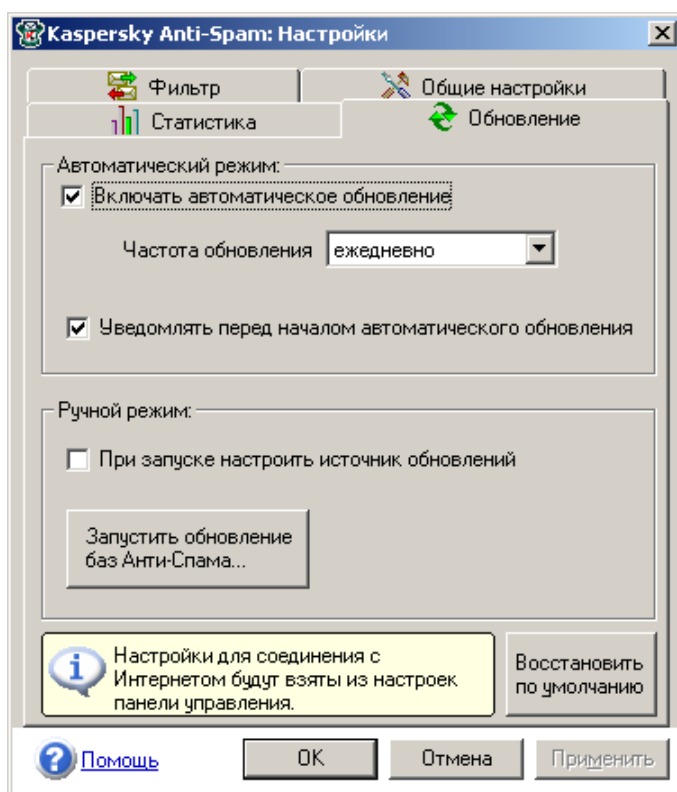 Kaspersky Anti-Spam: Настройки
Фильтр
Общие настройки
Статистика
Обновление
Автоматический режим:
Включать автоматическое обновление
Частота обновления ежедневно
Уведомлять перед началом автоматического обновления
Ручной режим:
При запуске настроить источник обновлений
Запустить обновление
баз Анти-Спама...
Настройки для соединения с
Интернетом будут взяты из настроек
панели управления.
Восстановить
по умолчанию
Помощь
OK
Отмена
Применить